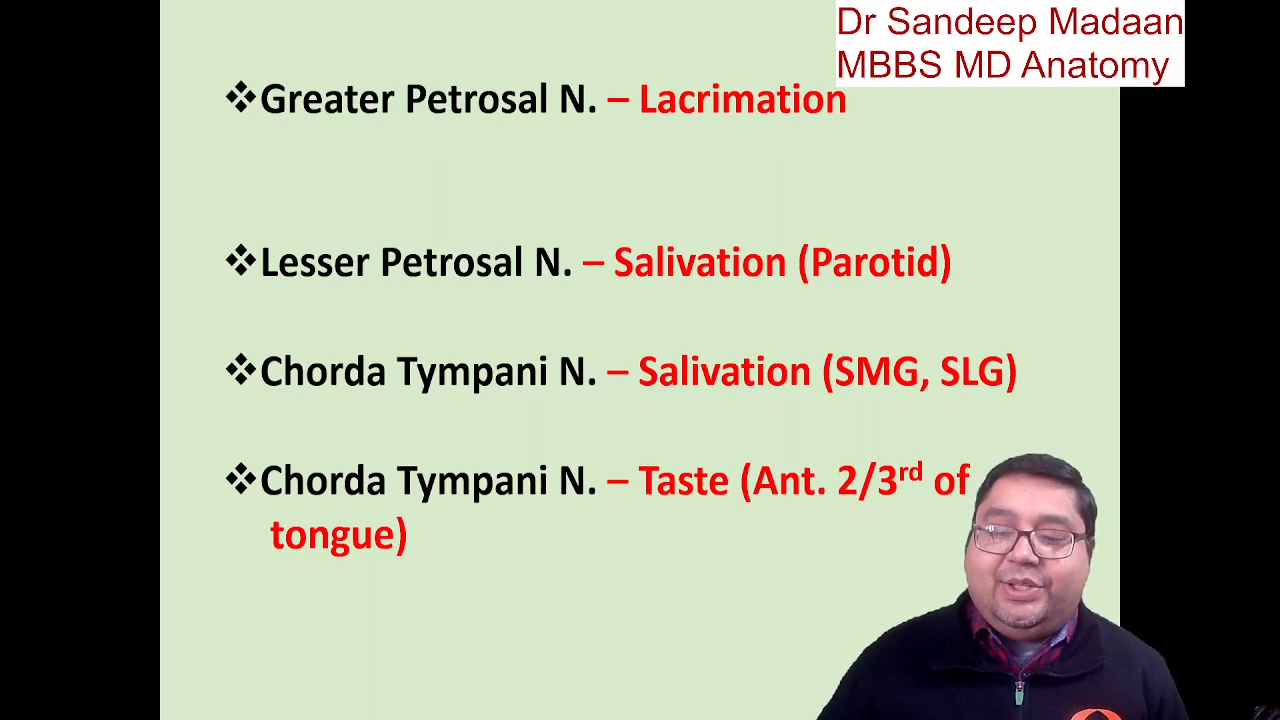 Dr Sandeep Madaan
MBBS MD Anatomy
❖Greater Petrosal N. – Lacrimation
❖Lesser Petrosal N. – Salivation (Parotid)
❖Chorda Tympani N. – Salivation (SMG, SLG)
❖Chorda Tympani N. – Taste (Ant. 2/3rd of
tongue)